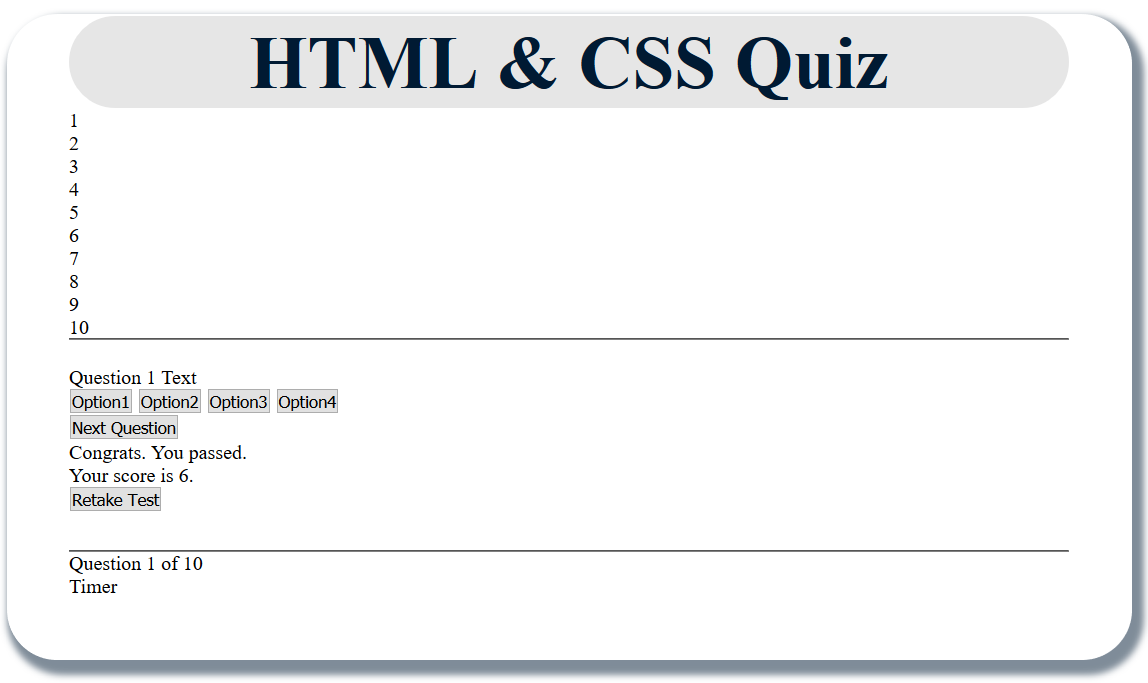 HTML & CSS Quiz
1
2
3
4
5
6
7
8
9
10
Question 1 Text
Option1 Option2 Option3 Option4
Next Question
Congrats. You passed.
Your score is 6.
Retake Test
Question 1 of 10
Timer